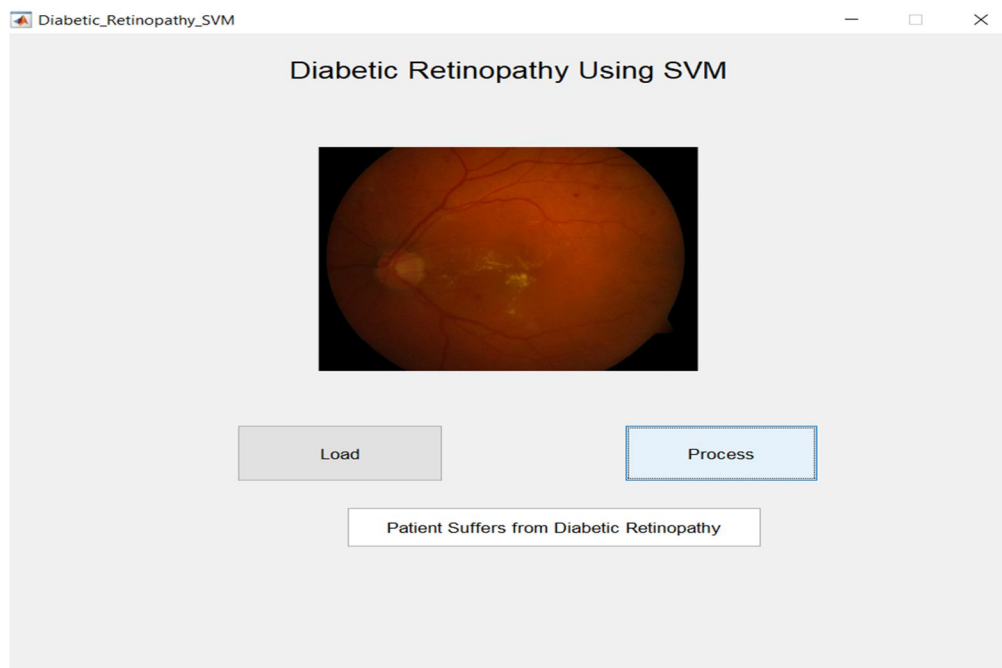 Diabetic_Retinopathy_SVM
Diabetic Retinopathy Using SVM
Load
Process
Patient Suffers from Diabetic Retinopathy